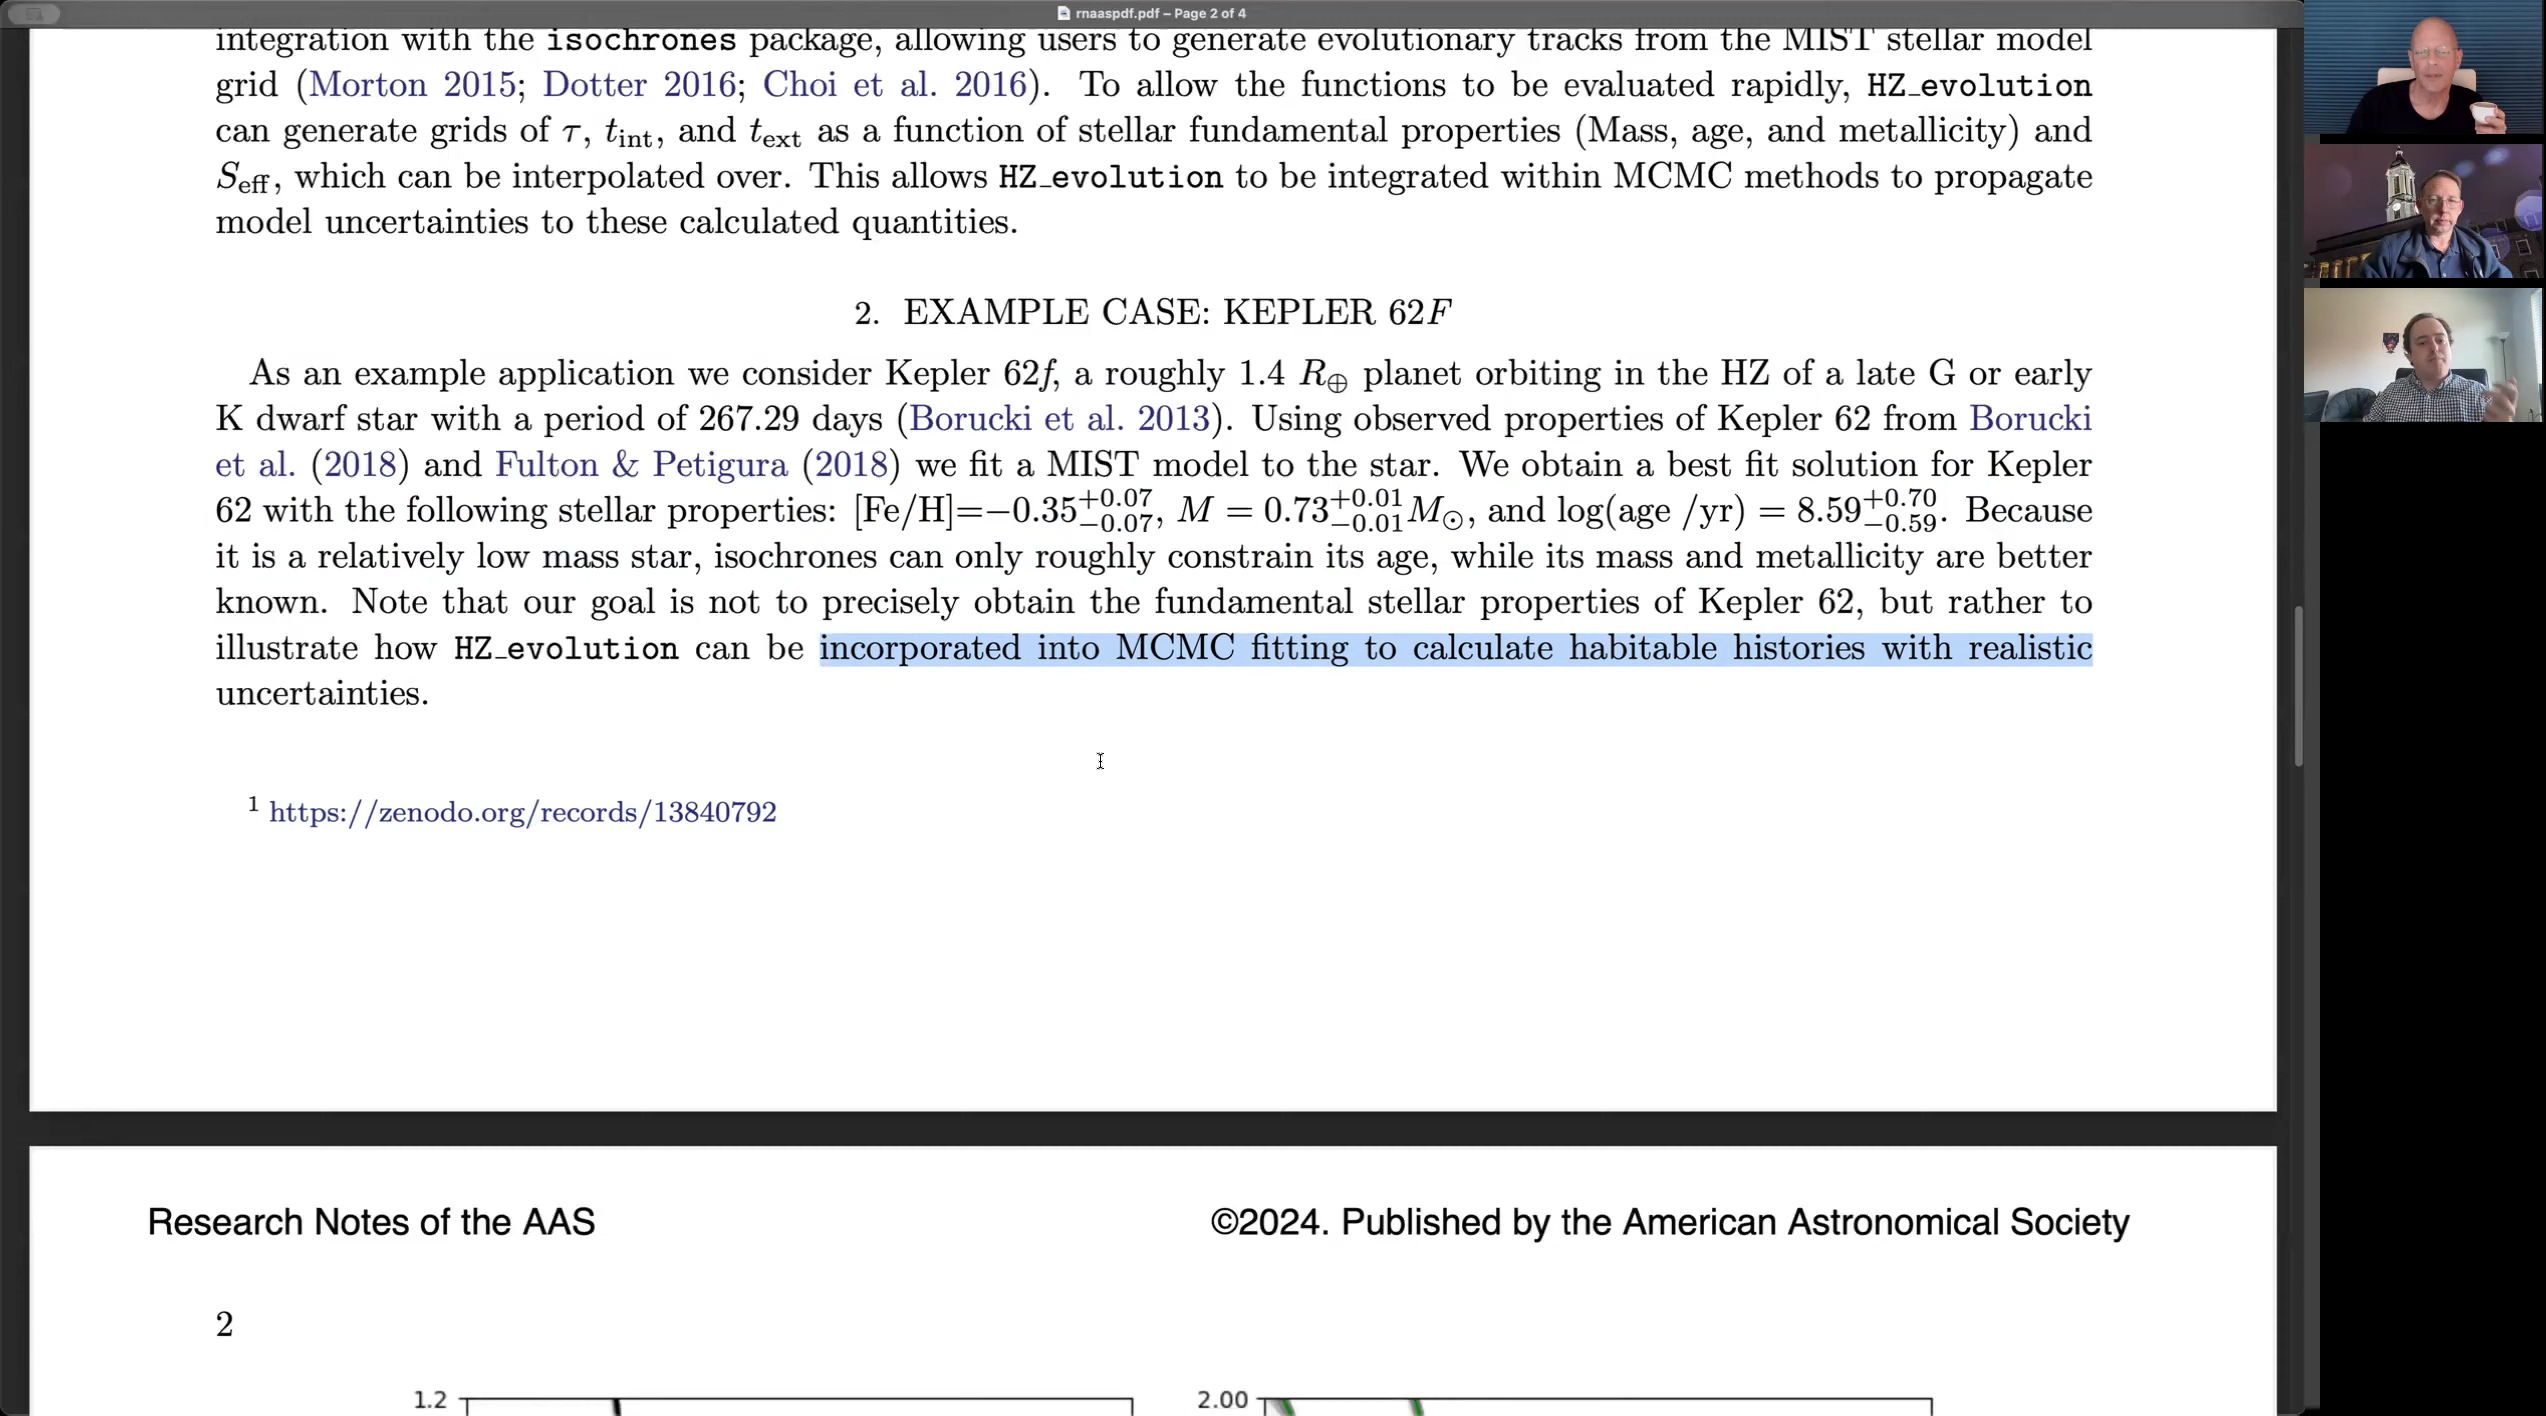 rnaaspdf.pdf – Page 2 of 4
integration with the isochrones package, allowing users to generate evolutionary tracks from the MIST stellar model
grid (Morton 2015; Dotter 2016; Choi et al. 2016). To allow the functions to be evaluated rapidly, HZ_evolution
can generate grids of τ, t_int, and t_ext as a function of stellar fundamental properties (Mass, age, and metallicity) and
S_eff, which can be interpolated over. This allows HZ_evolution to be integrated within MCMC methods to propagate
model uncertainties to these calculated quantities.
2. EXAMPLE CASE: KEPLER 62F
As an example application we consider Kepler 62f, a roughly 1.4 R⊕ planet orbiting in the HZ of a late G or early
K dwarf star with a period of 267.29 days (Borucki et al. 2013). Using observed properties of Kepler 62 from Borucki
et al. (2018) and Fulton & Petigura (2018) we fit a MIST model to the star. We obtain a best fit solution for Kepler
62 with the following stellar properties: [Fe/H]=−0.35+0.07−0.07, M = 0.73+0.01−0.01M⊙, and log(age /yr) = 8.59+0.70−0.59. Because
it is a relatively low mass star, isochrones can only roughly constrain its age, while its mass and metallicity are better
known. Note that our goal is not to precisely obtain the fundamental stellar properties of Kepler 62, but rather to
illustrate how HZ_evolution can be incorporated into MCMC fitting to calculate habitable histories with realistic
uncertainties.
1 https://zenodo.org/records/13840792
Research Notes of the AAS ©2024. Published by the American Astronomical Society
2
1.2 2.00